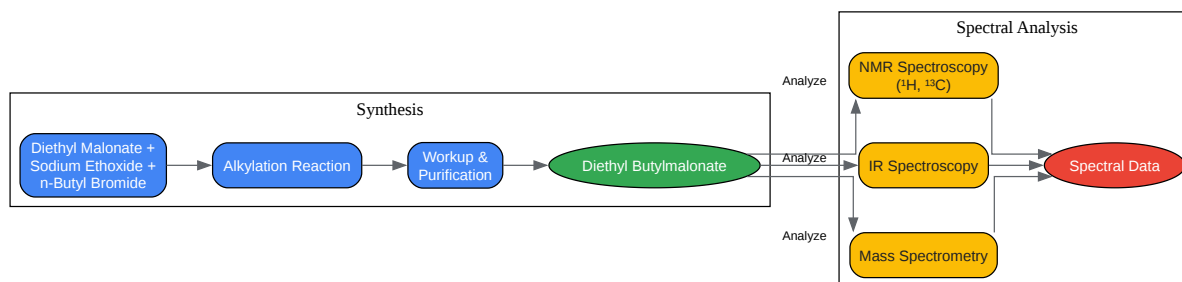 Synthesis
Diethyl Malonate +
Sodium Ethoxide +
n-Butyl Bromide
Alkylation Reaction
Workup &
Purification
Diethyl Butylmalonate
Analyze
Analyze
Analyze
Spectral Analysis
NMR Spectroscopy
(¹H, ¹³C)
IR Spectroscopy
Mass Spectrometry
Spectral Data